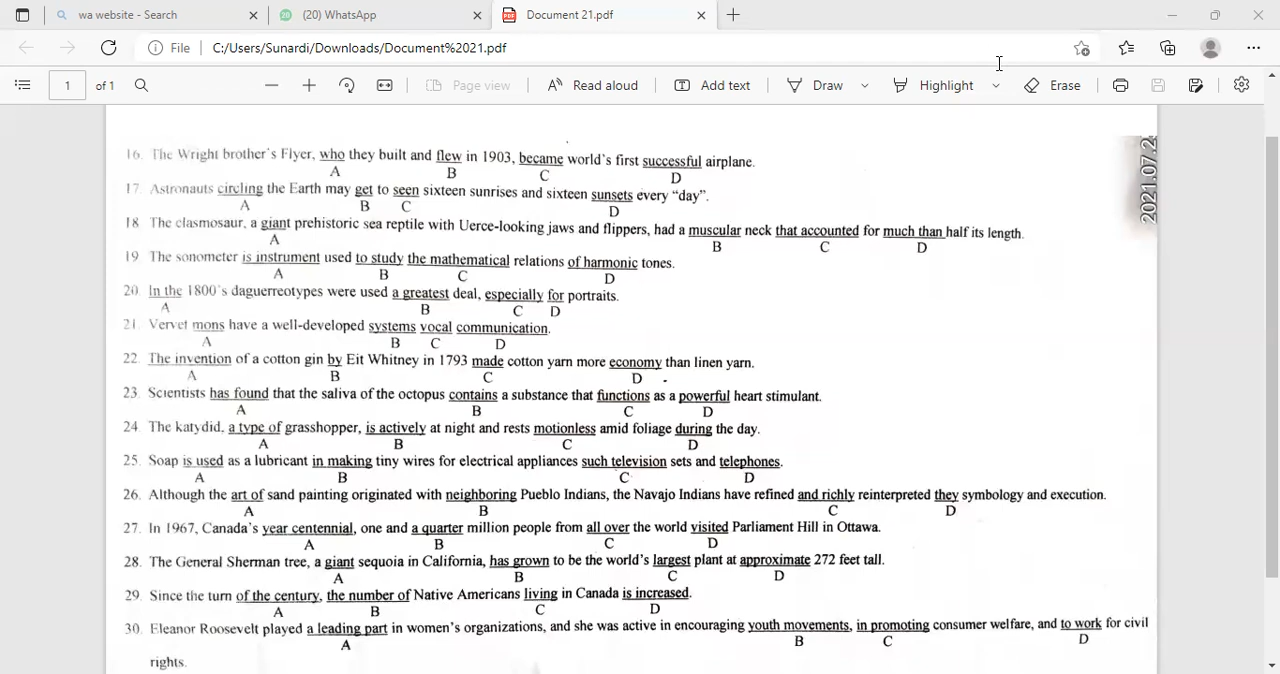 wa website - Search
(20) WhatsApp
Document 21.pdf
File
C:/Users/Sunardi/Downloads/Document%2021.pdf
1 of 1
Page view
Read aloud
Add text
Draw
Highlight
Erase
2021.07.2
16. The Wright brother's Flyer, who they built and flew in 1903, became world's first successful airplane.
A B C D
17. Astronauts circling the Earth may get to seen sixteen sunrises and sixteen sunsets every “day”.
A B C D
18 The clasmosaur, a giant prehistoric sea reptile with Uerce-looking jaws and flippers, had a muscular neck that accounted for much than half its length.
A B C D
19 The sonometer is instrument used to study the mathematical relations of harmonic tones.
A B C D
20. In the 1800's daguerreotypes were used a greatest deal, especially for portraits.
A B C D
21. Vervet mons have a well-developed systems vocal communication.
A B C D
22. The invention of a cotton gin by Eit Whitney in 1793 made cotton yarn more economy than linen yarn.
A B C D
23. Scientists has found that the saliva of the octopus contains a substance that functions as a powerful heart stimulant.
A B C D
24. The katydid, a type of grasshopper, is actively at night and rests motionless amid foliage during the day.
A B C D
25. Soap is used as a lubricant in making tiny wires for electrical appliances such television sets and telephones.
A B C D
26. Although the art of sand painting originated with neighboring Pueblo Indians, the Navajo Indians have refined and richly reinterpreted they symbology and execution.
A B C D
27. In 1967, Canada's year centennial, one and a quarter million people from all over the world visited Parliament Hill in Ottawa.
A B C D
28. The General Sherman tree, a giant sequoia in California, has grown to be the world's largest plant at approximate 272 feet tall.
A B C D
29. Since the turn of the century, the number of Native Americans living in Canada is increased.
A B C D
30. Eleanor Roosevelt played a leading part in women's organizations, and she was active in encouraging youth movements, in promoting consumer welfare, and to work for civil
A B C D
rights.